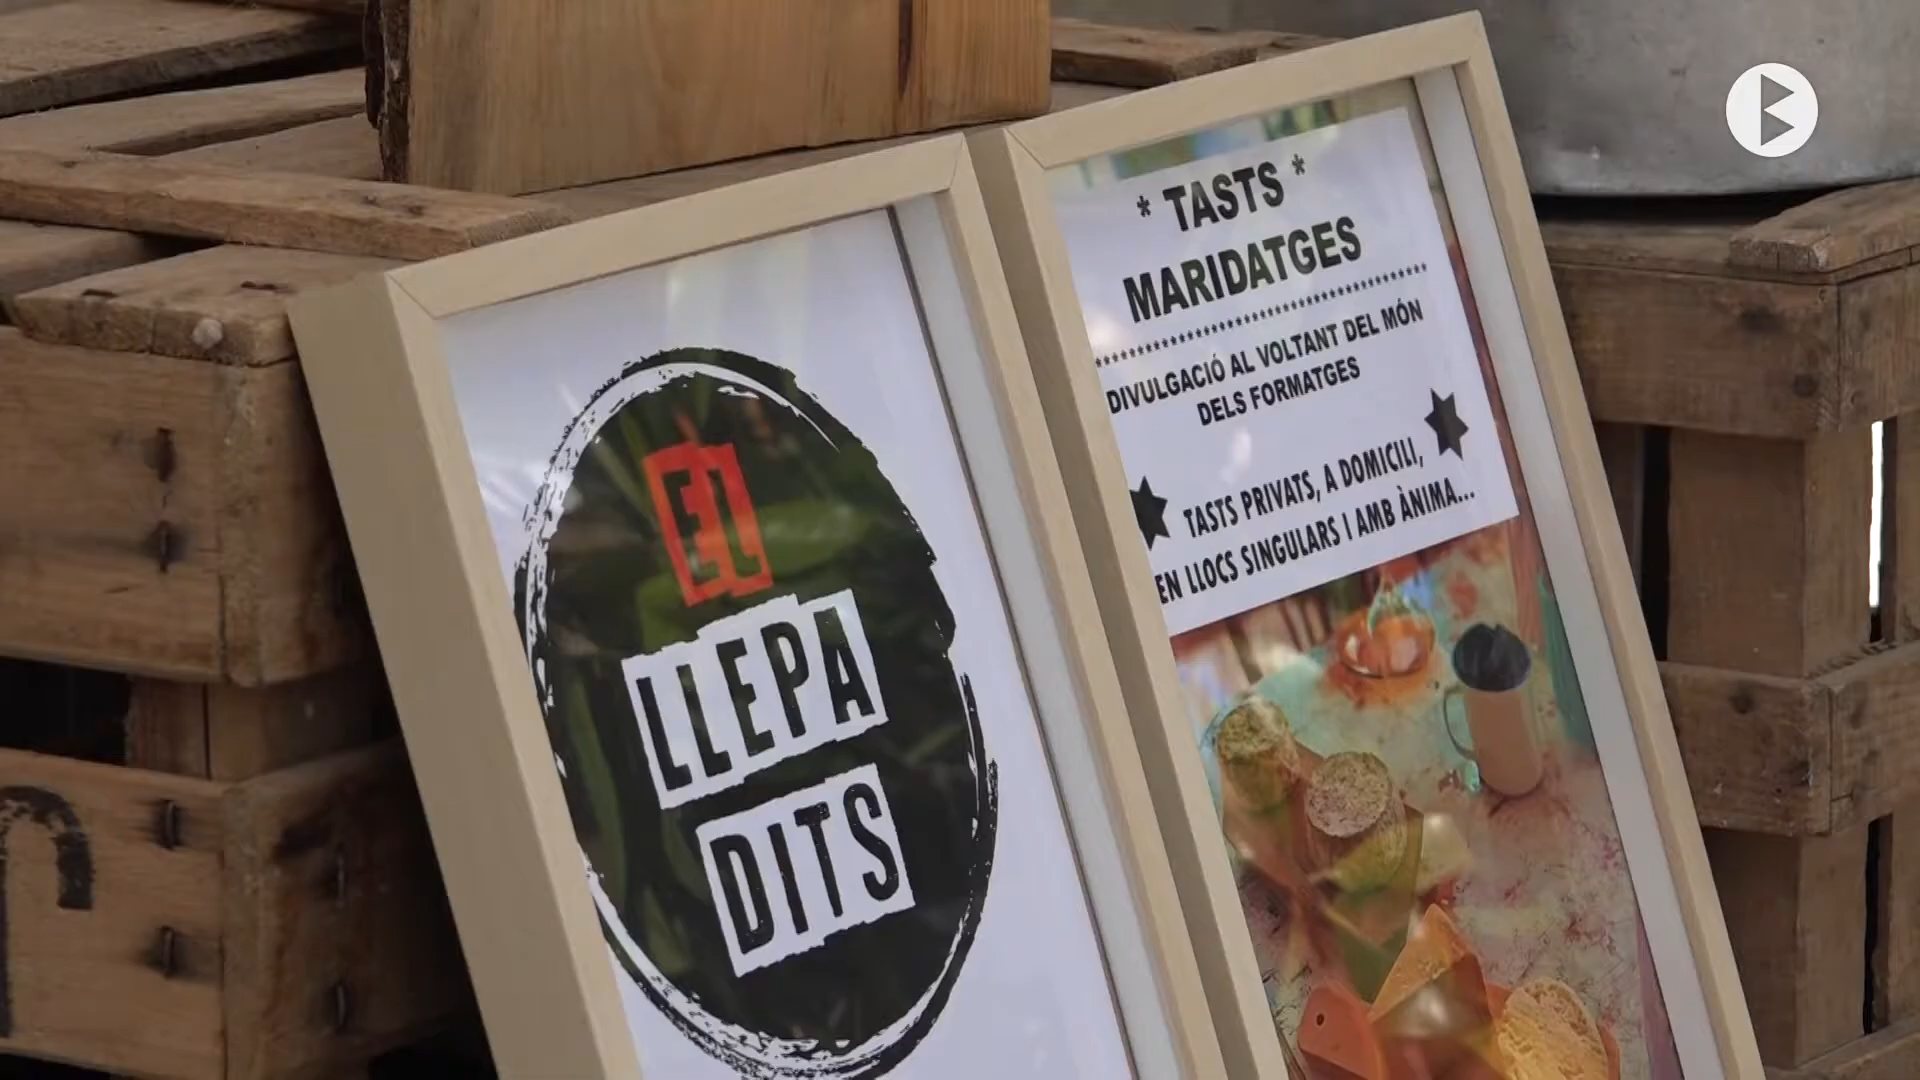 EL
LLEPA
DITS
* TASTS *
MARIDATGES
DIVULGACIÓ AL VOLTANT DEL MÓN
DELS FORMATGES
TASTS PRIVATS, A DOMICILI,
EN LLOCS SINGULARS I AMB ÀNIMA...